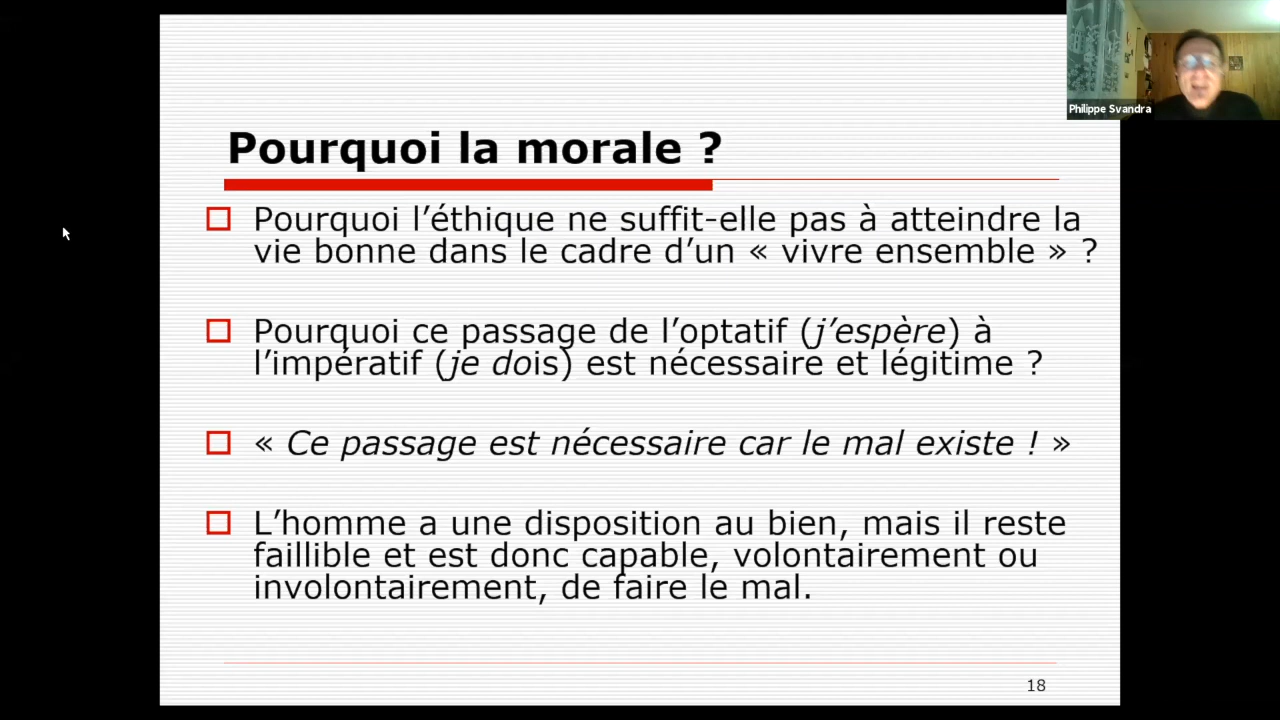 Philippe Svandra
Pourquoi la morale ?
Pourquoi l’éthique ne suffit-elle pas à atteindre la
vie bonne dans le cadre d’un « vivre ensemble » ?
Pourquoi ce passage de l’optatif (j’espère) à
l’impératif (je dois) est nécessaire et légitime ?
« Ce passage est nécessaire car le mal existe ! »
L’homme a une disposition au bien, mais il reste
faillible et est donc capable, volontairement ou
involontairement, de faire le mal.
18